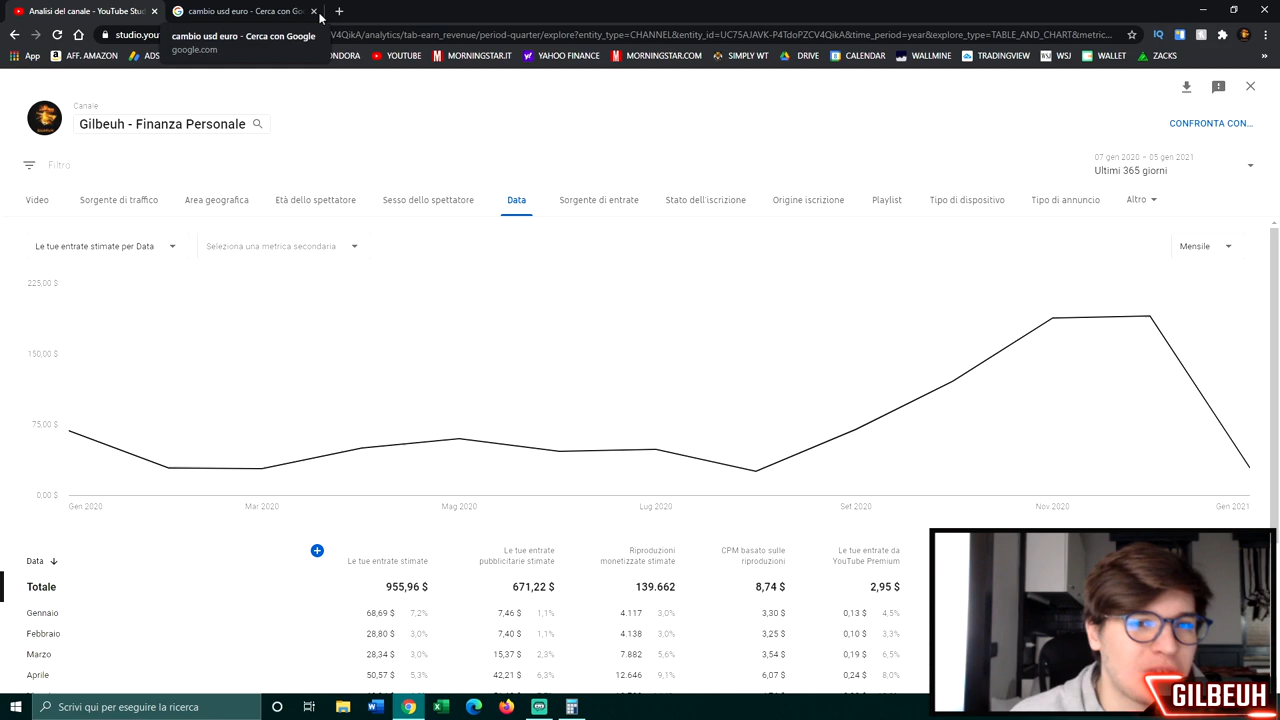 Analisi del canale - YouTube Stud
cambio usd euro - Cerca con Goo
studio.you
V4QikA/analytics/tab-earn_revenue/period-quarter/explore?entity_type=CHANNEL&entity_id=UC75AJAVK-P4TdoPZCV4QikA&time_period=year&explore_type=TABLE_AND_CHART&metric...
cambio usd euro - Cerca con Google
google.com
App
AFF. AMAZON
ADS
ONDORA
YOUTUBE
MORNINGSTAR.IT
YAHOO FINANCE
MORNINGSTAR.COM
SIMPLY WT
DRIVE
CALENDAR
WALLMINE
TRADINGVIEW
WSJ
WALLET
ZACKS
»
Canale
Gilbeuh - Finanza Personale
CONFRONTA CON...
Filtro
07 gen 2020 – 05 gen 2021
Ultimi 365 giorni
Video Sorgente di traffico Area geografica Età dello spettatore Sesso dello spettatore Data Sorgente di entrate Stato dell'iscrizione Origine iscrizione Playlist Tipo di dispositivo Tipo di annuncio Altro
Le tue entrate stimate per Data
Seleziona una metrica secondaria
Mensile
225,00 $
150,00 $
75,00 $
0,00 $
Gen 2020 Mar 2020 Mag 2020 Lug 2020 Set 2020 Nov 2020 Gen 2021
Data
Le tue entrate stimate
Le tue entrate
pubblicitarie stimate
Riproduzioni
monetizzate stimate
CPM basato sulle
riproduzioni
Le tue entrate da
YouTube Premium
Totale 955,96 $ 671,22 $ 139.662 8,74 $ 2,95 $
Gennaio 68,69 $ 7,2% 7,46 $ 1,1% 4.117 3,0% 3,30 $ 0,13 $ 4,5%
Febbraio 28,80 $ 3,0% 7,40 $ 1,1% 4.138 3,0% 3,25 $ 0,10 $ 3,3%
Marzo 28,34 $ 3,0% 15,37 $ 2,3% 7.882 5,6% 3,54 $ 0,19 $ 6,5%
Aprile 50,57 $ 5,3% 42,21 $ 6,3% 12.646 9,1% 6,07 $ 0,24 $ 8,0%
GILBEUH
Scrivi qui per eseguire la ricerca